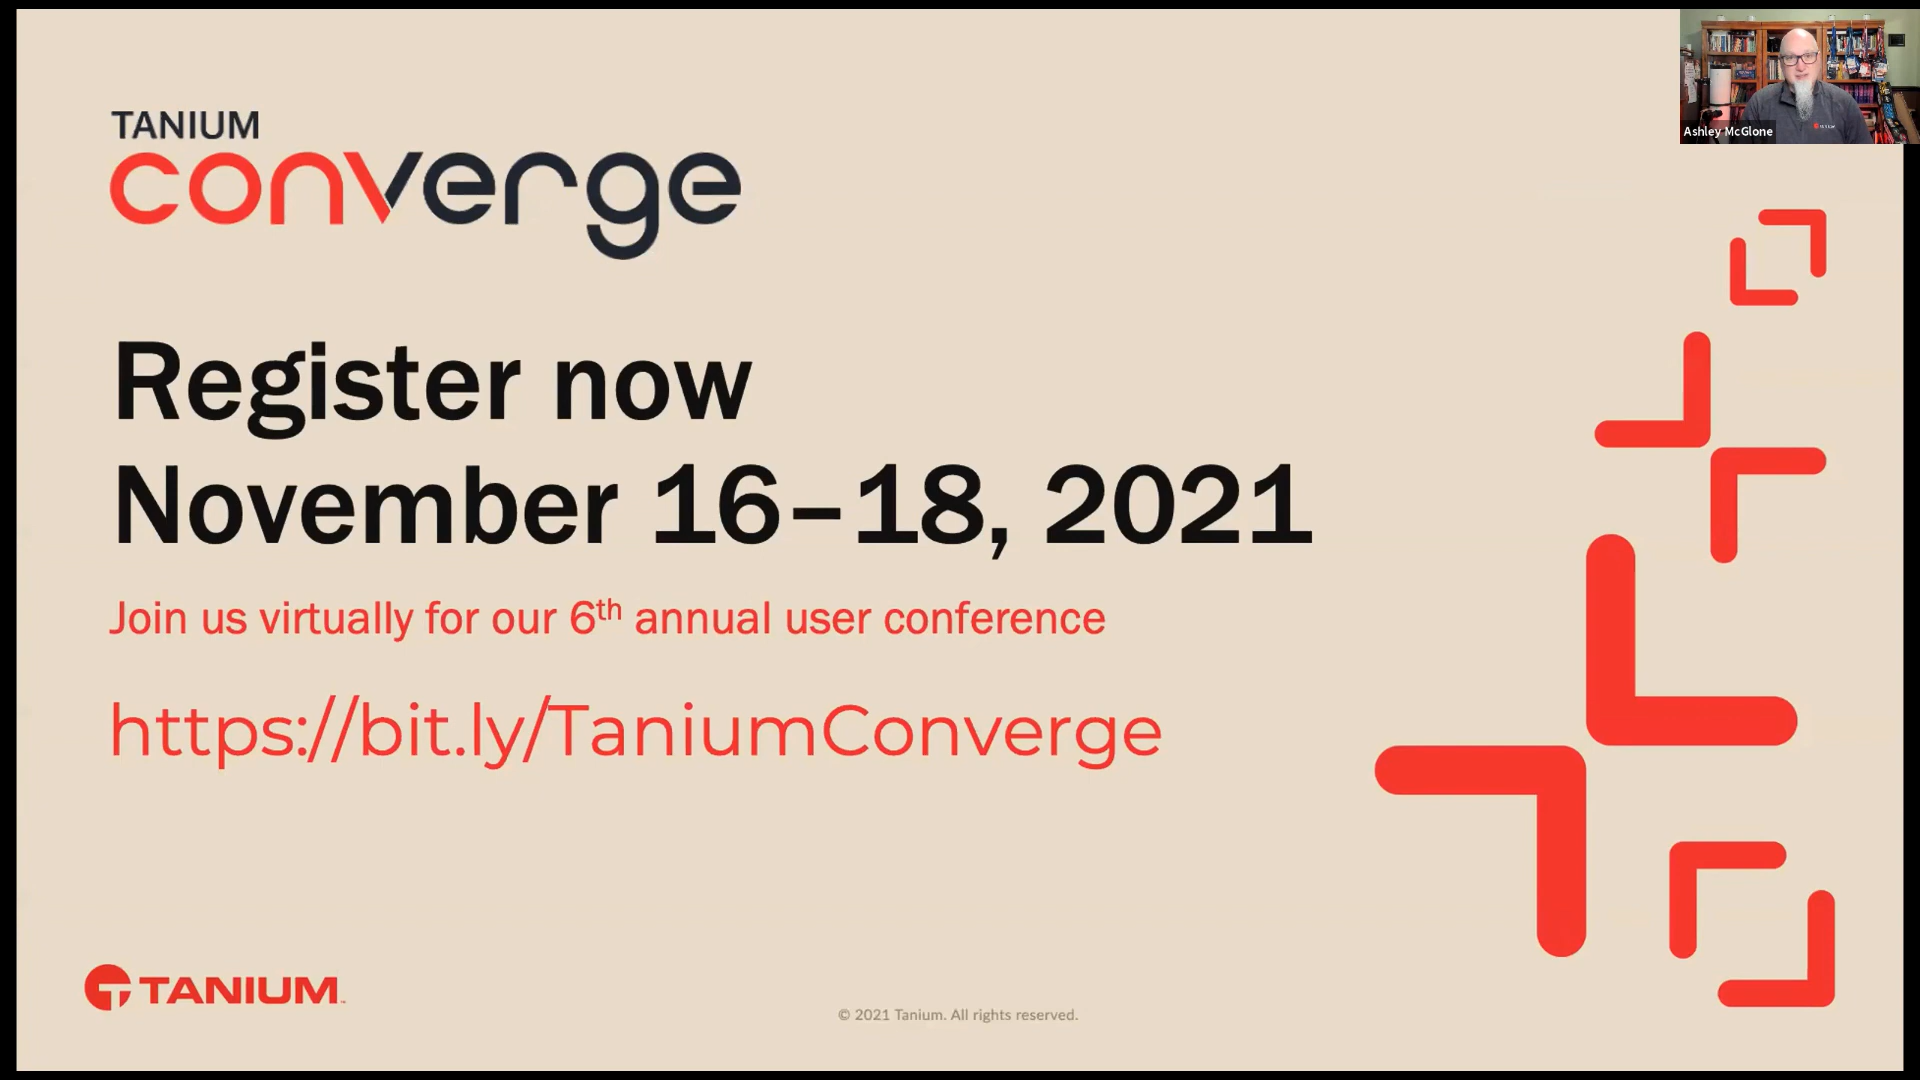 Ashley McGlone
TANIUM
converge
Register now
November 16–18, 2021
Join us virtually for our 6th annual user conference
https://bit.ly/TaniumConverge
TANIUM
© 2021 Tanium. All rights reserved.